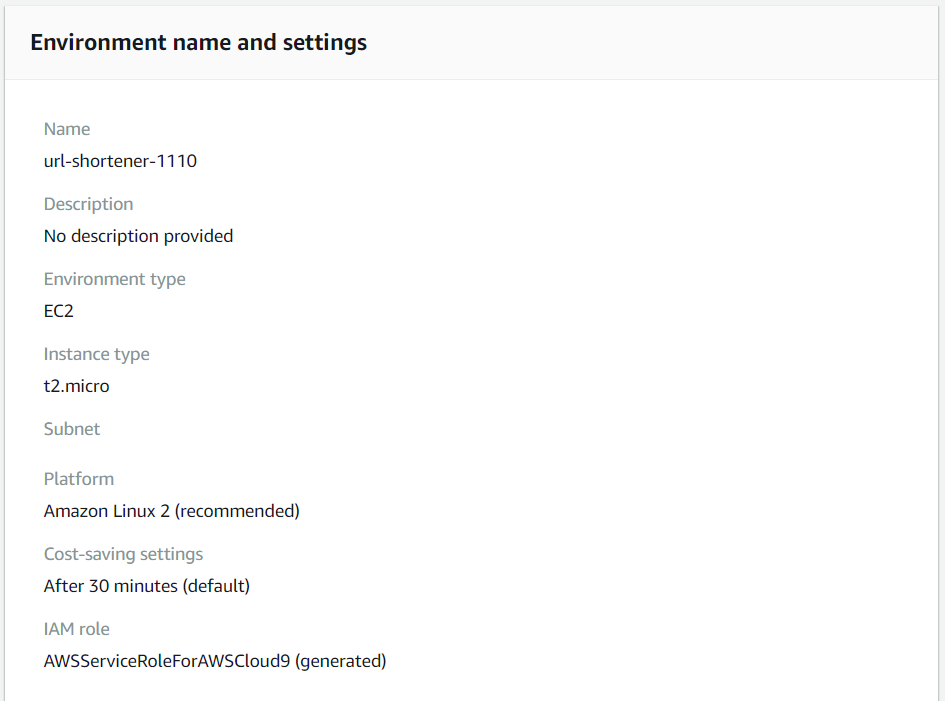 Environment name and settings
Name
url-shortener-1110
Description
No description provided
Environment type
EC2
Instance type
t2.micro
Subnet
Platform
Amazon Linux 2 (recommended)
Cost-saving settings
After 30 minutes (default)
IAM role
AWSServiceRoleForAWSCloud9 (generated)